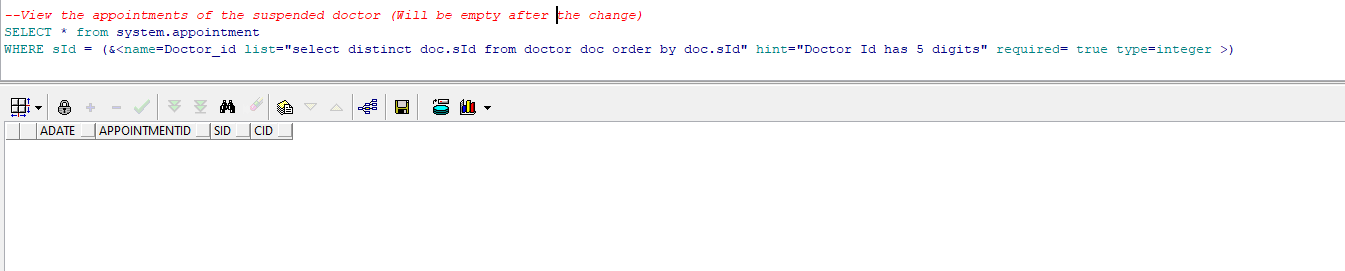 --View the appointments of the suspended doctor (Will be empty after the change)
SELECT * from system.appointment
WHERE sId = (&<name=Doctor_id list="select distinct doc.sId from doctor doc order by doc.sId" hint="Doctor Id has 5 digits" required= true type=integer >)
ADATE APPOINTMENTID SID CID